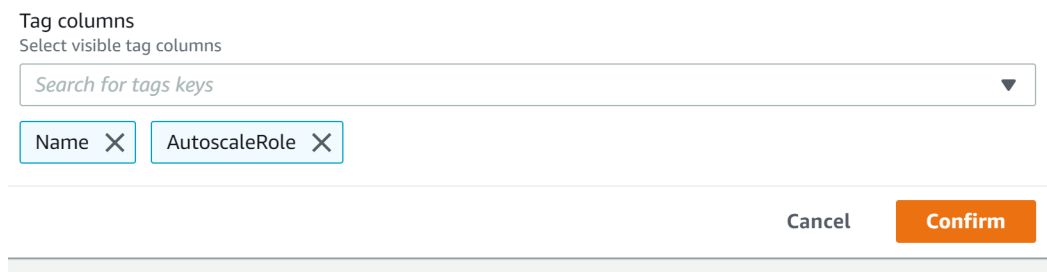 Tag columns
Select visible tag columns
Search for tags keys
Name AutoscaleRole
Cancel Confirm